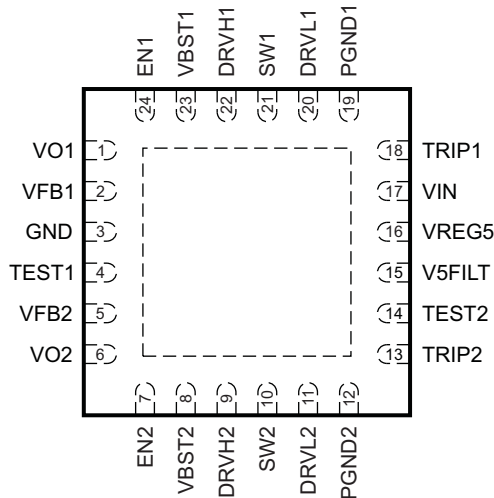 EN1
VBST1
DRVH1
SW1
DRVL1
PGND1
24
23
22
21
20
19
VO1 1 18 TRIP1
VFB1 2 17 VIN
GND 3 16 VREG5
TEST1 4 15 V5FILT
VFB2 5 14 TEST2
VO2 6 13 TRIP2
7
8
9
10
11
12
EN2
VBST2
DRVH2
SW2
DRVL2
PGND2